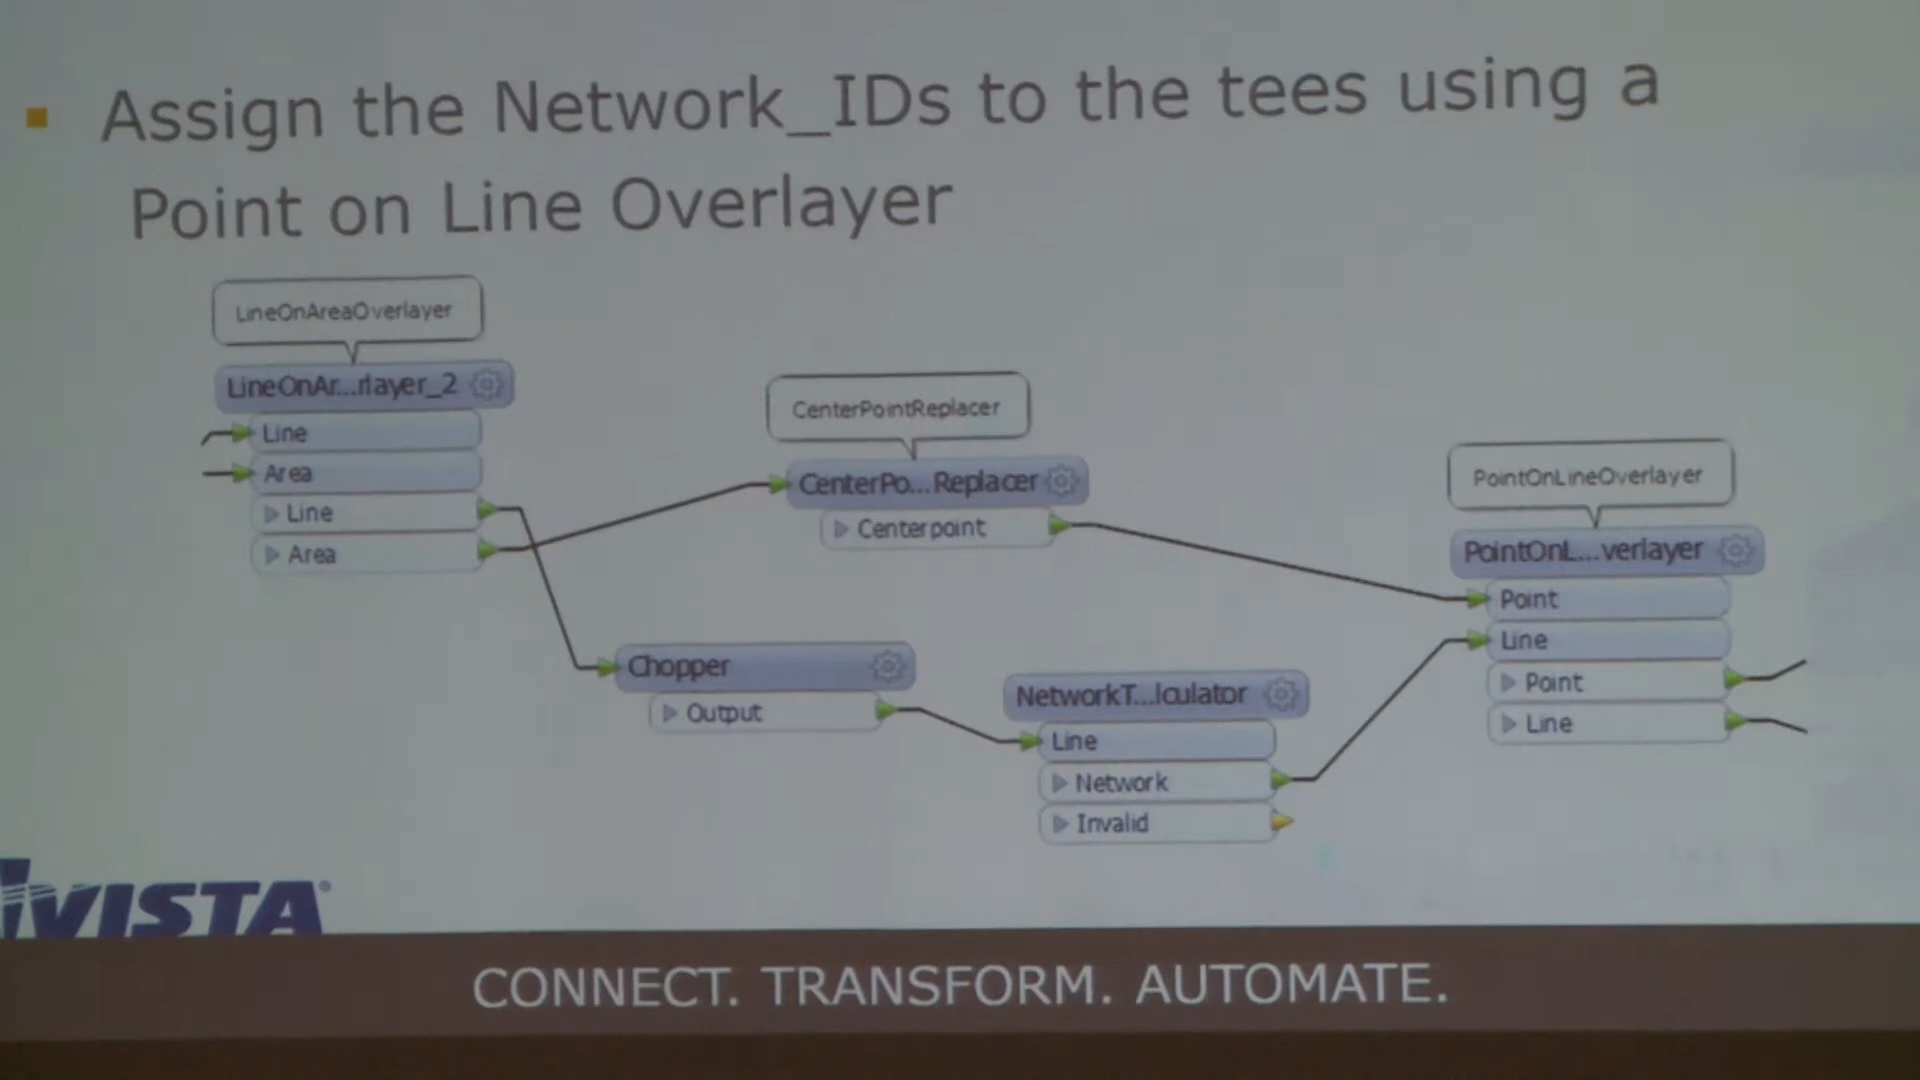 Assign the Network_IDs to the tees using a
Point on Line Overlayer
LineOnAreaOverlayer
LineOnAr...rlayer_2
Line
Area
Line
Area
CenterPointReplacer
CenterPo...Replacer
Centerpoint
Chopper
Output
NetworkT...lculator
Line
Network
Invalid
PointOnLineOverlayer
PointOnL...verlayer
Point
Line
Point
Line
VISTA
CONNECT. TRANSFORM. AUTOMATE.